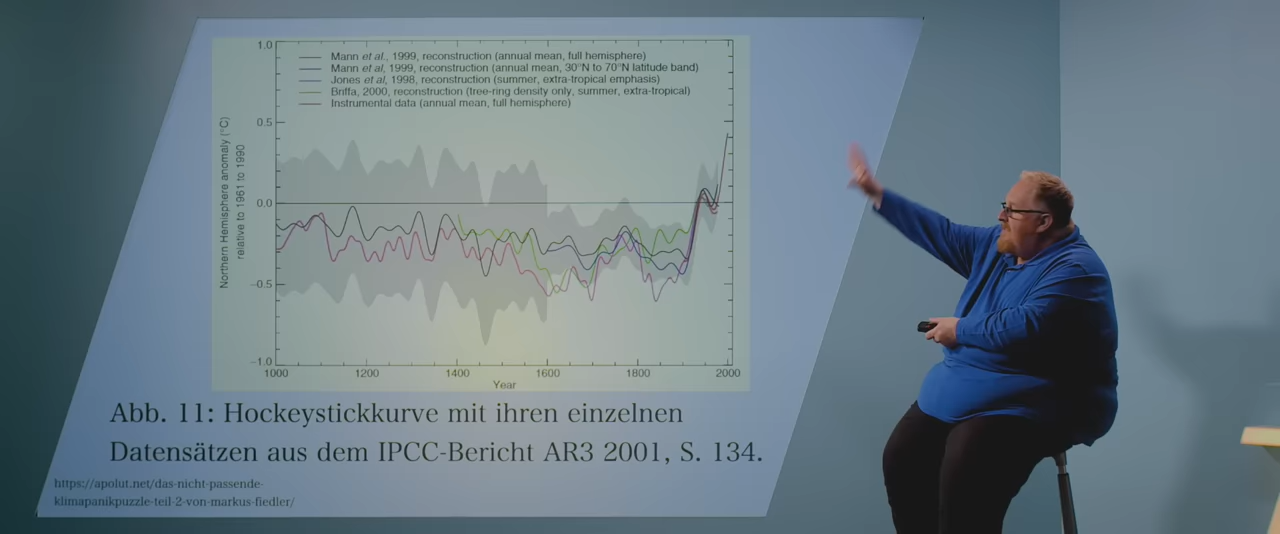 1.0
Mann et al., 1999, reconstruction (annual mean, full hemisphere)
Mann et al, 1999, reconstruction (annual mean, 30°N to 70°N latitude band)
Jones et al, 1998, reconstruction (summer, extra-tropical emphasis)
Briffa, 2000, reconstruction (tree-ring density only, summer, extra-tropical)
Instrumental data (annual mean, full hemisphere)
0.5
0.0
-0.5
-1.0
Northern Hemisphere anomaly (°C)
relative to 1961 to 1990
1000 1200 1400 1600 1800 2000
Year
Abb. 11: Hockeystickkurve mit ihren einzelnen
Datensätzen aus dem IPCC-Bericht AR3 2001, S. 134.
https://apolut.net/das-nicht-passende-
klimapanikpuzzle-teil-2-von-markus-fiedler/